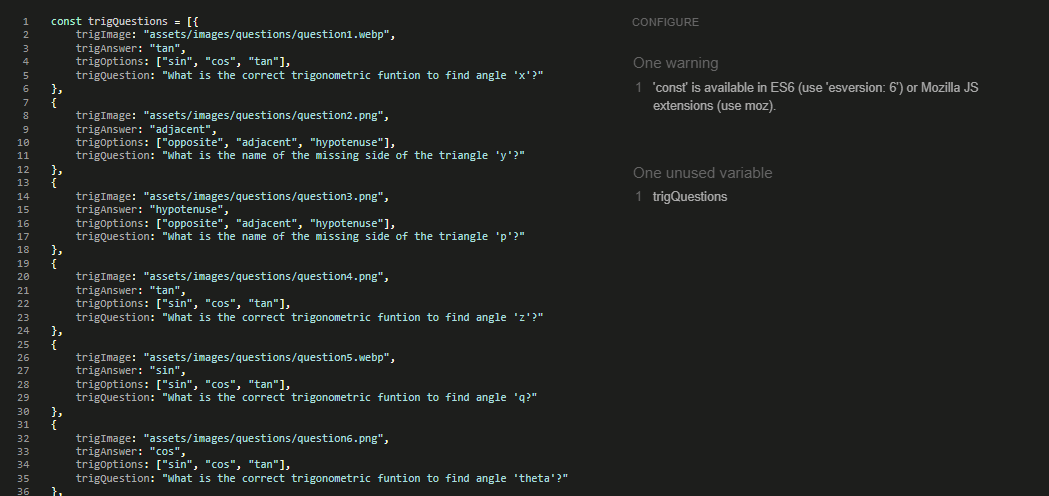 1 const trigQuestions = [{
2 trigImage: "assets/images/questions/question1.webp",
3 trigAnswer: "tan",
4 trigOptions: ["sin", "cos", "tan"],
5 trigQuestion: "What is the correct trigonometric funtion to find angle 'x'?"
6 },
7 {
8 trigImage: "assets/images/questions/question2.png",
9 trigAnswer: "adjacent",
10 trigOptions: ["opposite", "adjacent", "hypotenuse"],
11 trigQuestion: "What is the name of the missing side of the triangle 'y'?"
12 },
13 {
14 trigImage: "assets/images/questions/question3.png",
15 trigAnswer: "hypotenuse",
16 trigOptions: ["opposite", "adjacent", "hypotenuse"],
17 trigQuestion: "What is the name of the missing side of the triangle 'p'?"
18 },
19 {
20 trigImage: "assets/images/questions/question4.png",
21 trigAnswer: "tan",
22 trigOptions: ["sin", "cos", "tan"],
23 trigQuestion: "What is the correct trigonometric funtion to find angle 'z'?"
24 },
25 {
26 trigImage: "assets/images/questions/question5.webp",
27 trigAnswer: "sin",
28 trigOptions: ["sin", "cos", "tan"],
29 trigQuestion: "What is the correct trigonometric funtion to find angle 'q?"
30 },
31 {
32 trigImage: "assets/images/questions/question6.png",
33 trigAnswer: "cos",
34 trigOptions: ["sin", "cos", "tan"],
35 trigQuestion: "What is the correct trigonometric funtion to find angle 'theta'?"
36 },
CONFIGURE
One warning
1 'const' is available in ES6 (use 'esversion: 6') or Mozilla JS
extensions (use moz).
One unused variable
1 trigQuestions